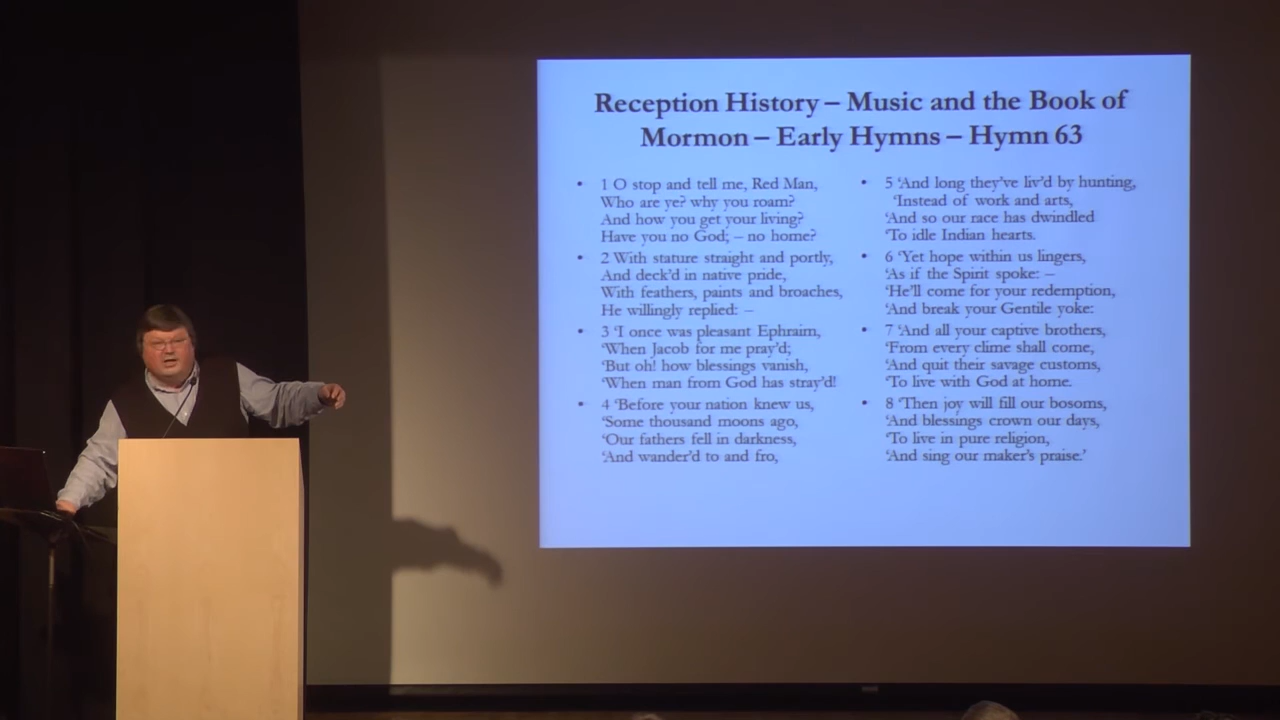 Reception History – Music and the Book of
Mormon – Early Hymns – Hymn 63
• 1 O stop and tell me, Red Man,
Who are ye? why you roam?
And how you get your living?
Have you no God; – no home?
• 2 With stature straight and portly,
And deck'd in native pride,
With feathers, paints and broaches,
He willingly replied: –
• 3 'I once was pleasant Ephraim,
'When Jacob for me pray'd;
'But oh! how blessings vanish,
'When man from God has stray'd!
• 4 'Before your nation knew us,
'Some thousand moons ago,
'Our fathers fell in darkness,
'And wander'd to and fro,
• 5 'And long they've liv'd by hunting,
'Instead of work and arts,
'And so our race has dwindled
'To idle Indian hearts.
• 6 'Yet hope within us lingers,
'As if the Spirit spoke: –
'He'll come for your redemption,
'And break your Gentile yoke:
• 7 'And all your captive brothers,
'From every clime shall come,
'And quit their savage customs,
'To live with God at home.
• 8 'Then joy will fill our bosoms,
'And blessings crown our days,
'To live in pure religion,
'And sing our maker's praise.'